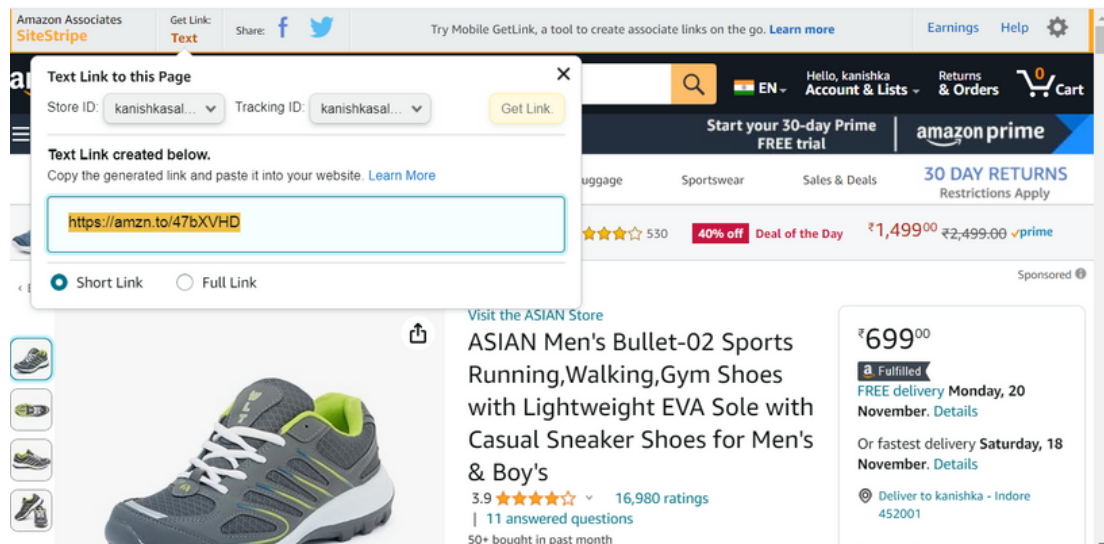 Amazon Associates
SiteStripe
Get Link:
Text
Share:
Try Mobile GetLink, a tool to create associate links on the go. Learn more
Earnings Help
Text Link to this Page
Store ID: kanishkasal... Tracking ID: kanishkasal... Get Link.
Text Link created below.
Copy the generated link and paste it into your website. Learn More
https://amzn.to/47bXVHD
Short Link Full Link
EN
Hello, kanishka
Account & Lists
Returns
& Orders
0
Cart
Start your 30-day Prime
FREE trial
amazon prime
Sportswear Sales & Deals
30 DAY RETURNS
Restrictions Apply
530 40% off Deal of the Day ₹1,49900 ₹2,499.00 prime
Sponsored
Visit the ASIAN Store
ASIAN Men's Bullet-02 Sports
Running,Walking,Gym Shoes
with Lightweight EVA Sole with
Casual Sneaker Shoes for Men's
& Boy's
3.9 16,980 ratings
| 11 answered questions
50+ bought in past month
₹69900
a Fulfilled
FREE delivery Monday, 20
November. Details
Or fastest delivery Saturday, 18
November. Details
Deliver to kanishka - Indore
452001